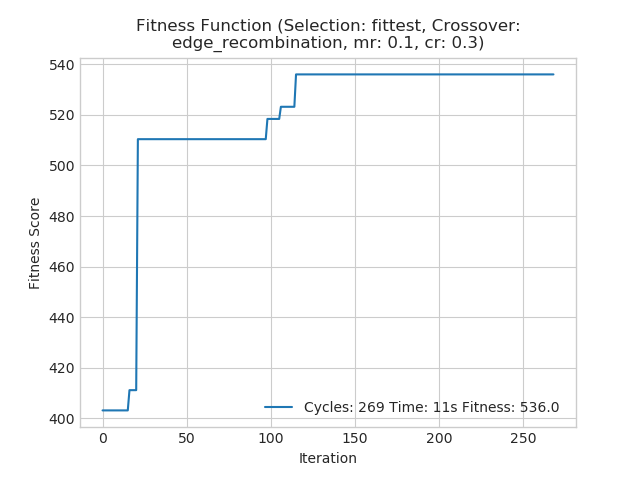 Fitness Function (Selection: fittest, Crossover:
edge_recombination, mr: 0.1, cr: 0.3)
540
520
500
480
460
440
420
400
Fitness Score
Cycles: 269 Time: 11s Fitness: 536.0
0 50 100 150 200 250
Iteration